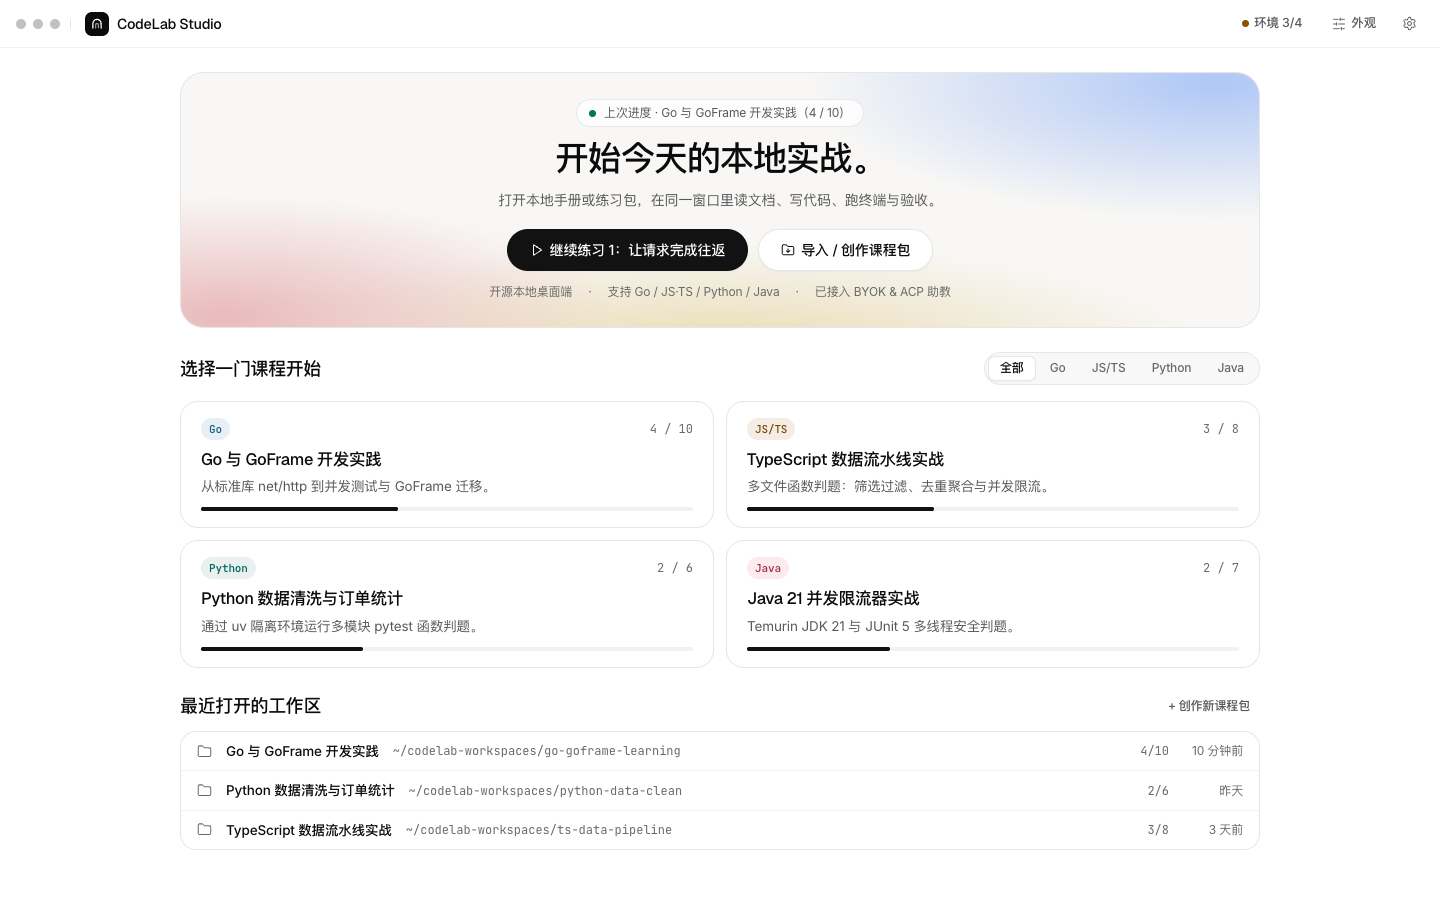 CodeLab Studio
环境 3/4
外观
上次进度 · Go 与 GoFrame 开发实践（4 / 10）
开始今天的本地实战。
打开本地手册或练习包，在同一窗口里读文档、写代码、跑终端与验收。
继续练习 1：让请求完成往返
导入 / 创作课程包
开源本地桌面端 · 支持 Go / JS·TS / Python / Java · 已接入 BYOK & ACP 助教
选择一门课程开始
全部 Go JS/TS Python Java
Go 4 / 10
Go 与 GoFrame 开发实践
从标准库 net/http 到并发测试与 GoFrame 迁移。
JS/TS 3 / 8
TypeScript 数据流水线实战
多文件函数判题：筛选过滤、去重聚合与并发限流。
Python 2 / 6
Python 数据清洗与订单统计
通过 uv 隔离环境运行多模块 pytest 函数判题。
Java 2 / 7
Java 21 并发限流器实战
Temurin JDK 21 与 JUnit 5 多线程安全判题。
最近打开的工作区
+ 创作新课程包
Go 与 GoFrame 开发实践 ~/codelab-workspaces/go-goframe-learning 4/10 10 分钟前
Python 数据清洗与订单统计 ~/codelab-workspaces/python-data-clean 2/6 昨天
TypeScript 数据流水线实战 ~/codelab-workspaces/ts-data-pipeline 3/8 3 天前